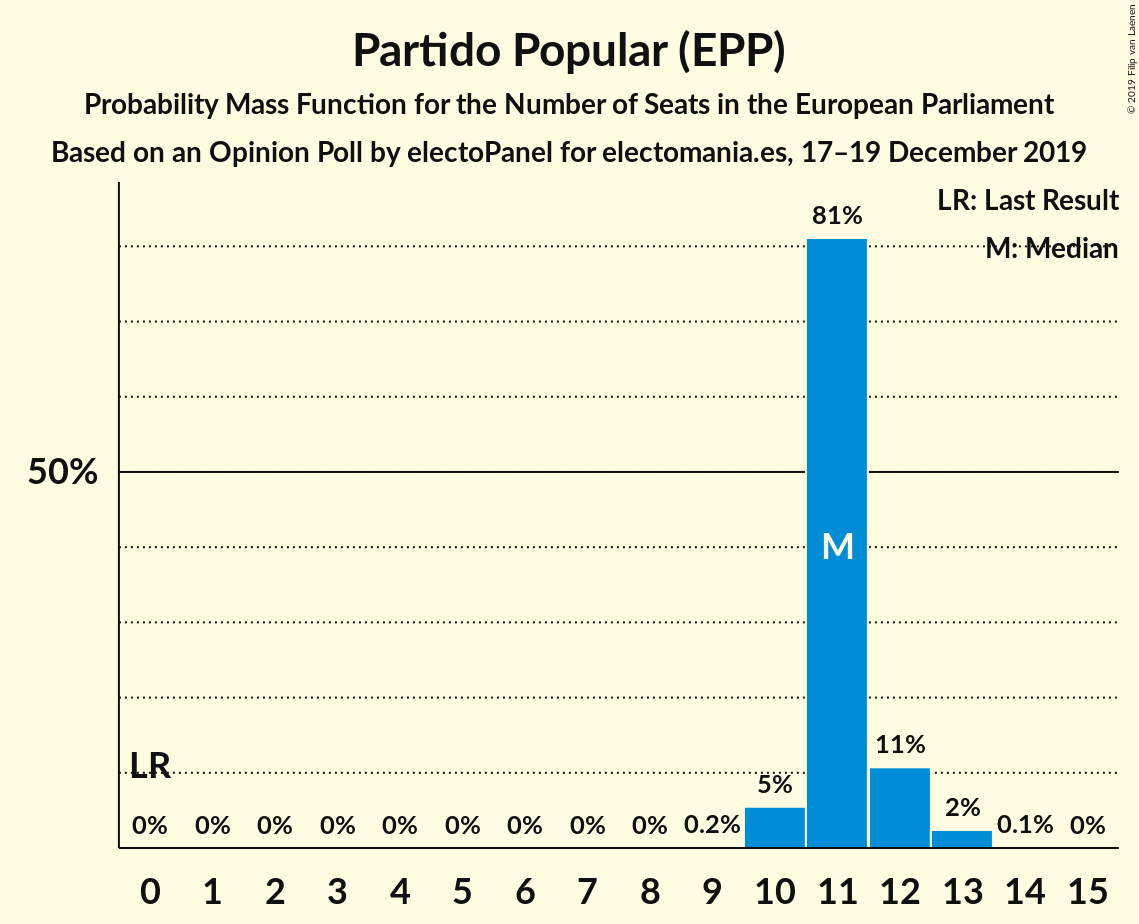 Partido Popular (EPP)
Probability Mass Function for the Number of Seats in the European Parliament
Based on an Opinion Poll by electoPanel for electomania.es, 17–19 December 2019
© 2019 Filip van Laenen
LR: Last Result
M: Median
81%
50%
M
LR
11%
5%
2%
0% 0% 0% 0% 0% 0% 0% 0% 0% 0.2% 0.1% 0%
0 1 2 3 4 5 6 7 8 9 10 11 12 13 14 15